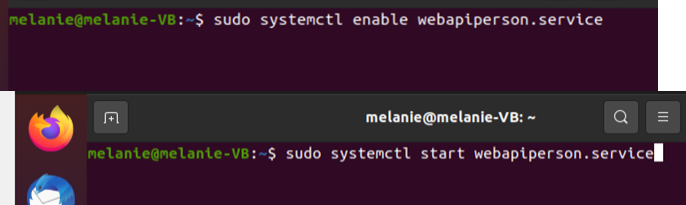 melanie@melanie-VB:~$ sudo systemctl enable webapiperson.service
melanie@melanie-VB: ~
melanie@melanie-VB:~$ sudo systemctl start webapiperson.service